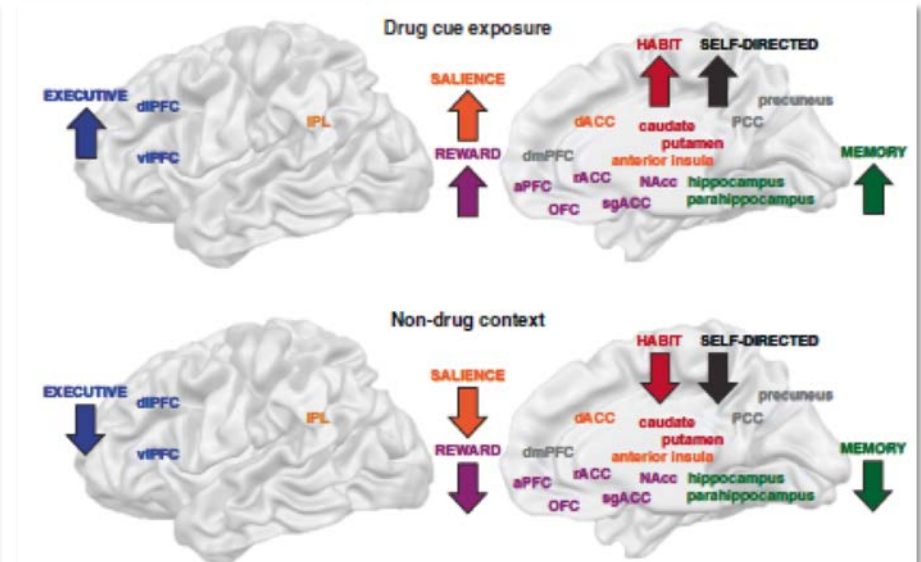 Drug cue exposure
HABIT SELF-DIRECTED
SALIENCE
EXECUTIVE
dlPFC
IPL
precuneus
dACC
caudate
PCC
putamen
vlPFC
REWARD
dmPFC
anterior insula
MEMORY
aPFC
rACC
NAcc
hippocampus
OFC
sgACC
parahippocampus
Non-drug context
HABIT SELF-DIRECTED
SALIENCE
EXECUTIVE
dlPFC
IPL
precuneus
dACC
caudate
PCC
putamen
vlPFC
REWARD
dmPFC
anterior insula
MEMORY
aPFC
rACC
NAcc
hippocampus
OFC
sgACC
parahippocampus